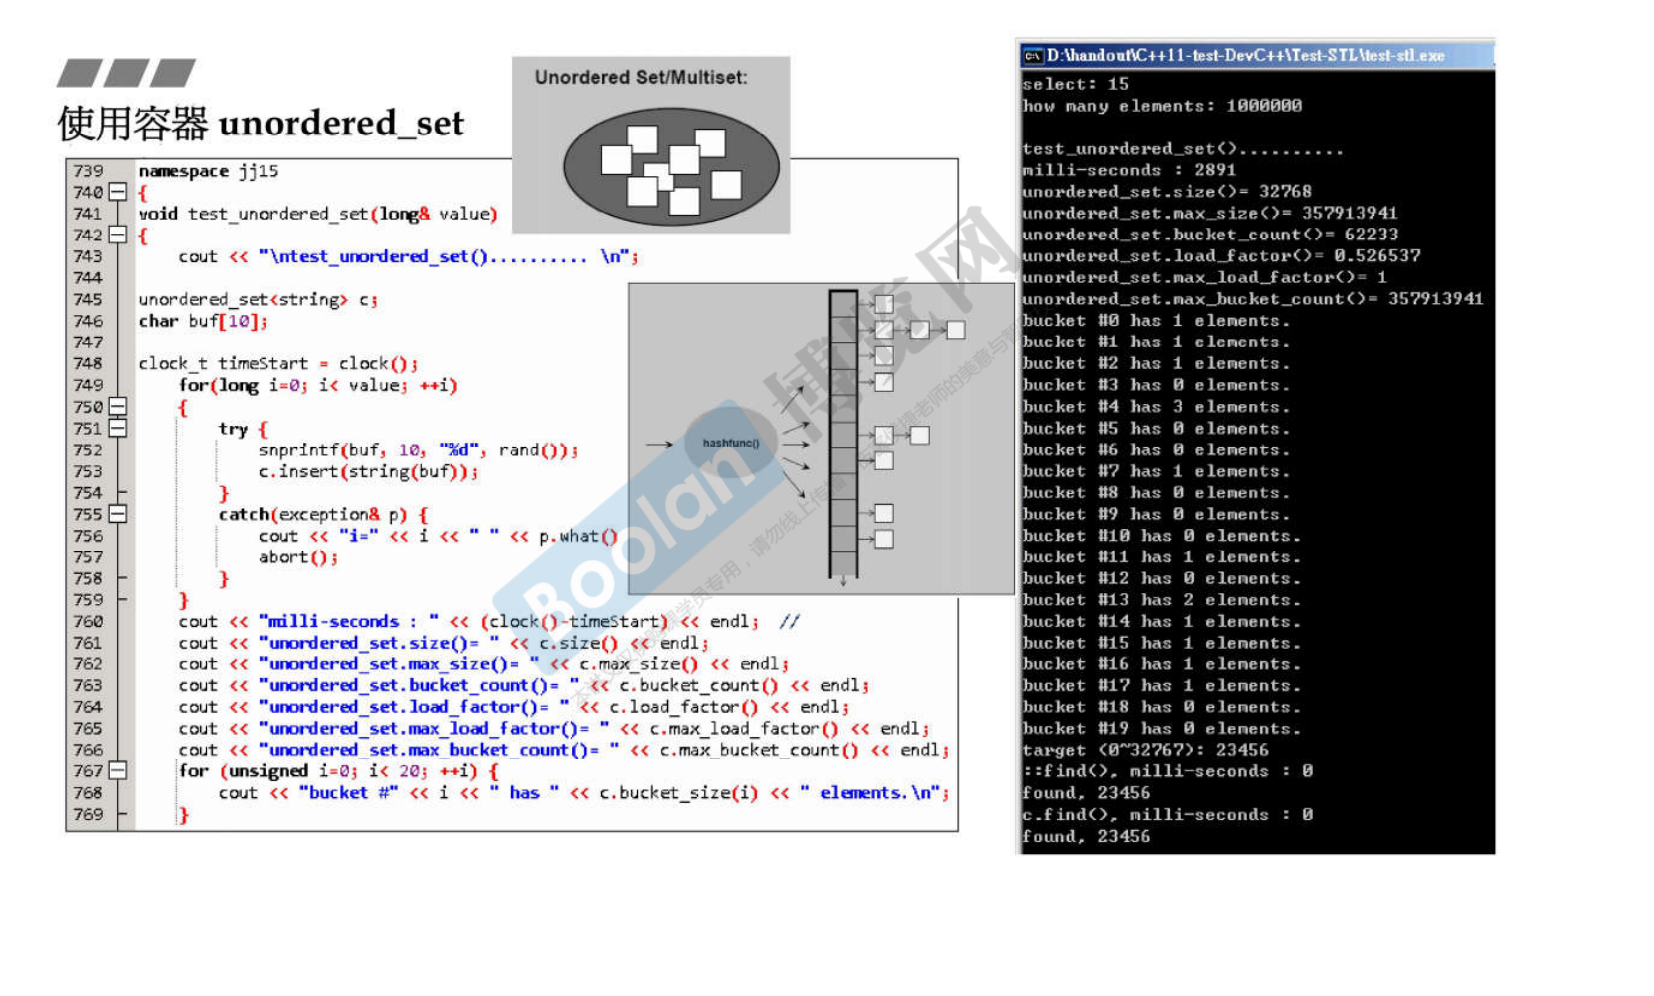 使用容器 unordered_set
Unordered Set/Multiset:
739 namespace jj15
740 {
741 void test_unordered_set(long& value)
742 {
743 cout << "\ntest_unordered_set().......... \n";
744
745 unordered_set<string> c;
746 char buf[10];
747
748 clock_t timeStart = clock();
749 for(long i=0; i< value; ++i)
750 {
751 try {
752 snprintf(buf, 10, "%d", rand());
753 c.insert(string(buf));
754 }
755 catch(exception& p) {
756 cout << "i=" << i << " " << p.what()
757 abort();
758 }
759 }
760 cout << "milli-seconds : " << (clock()-timeStart) << endl; //
761 cout << "unordered_set.size()= " << c.size() << endl;
762 cout << "unordered_set.max_size()= " << c.max_size() << endl;
763 cout << "unordered_set.bucket_count()= " << c.bucket_count() << endl;
764 cout << "unordered_set.load_factor()= " << c.load_factor() << endl;
765 cout << "unordered_set.max_load_factor()= " << c.max_load_factor() << endl;
766 cout << "unordered_set.max_bucket_count()= " << c.max_bucket_count() << endl;
767 for (unsigned i=0; i< 20; ++i) {
768 cout << "bucket #" << i << " has " << c.bucket_size(i) << " elements.\n";
769 }
hashfunc()
Boolan
博览网
D:\handout\C++11-test-DevC++\Test-STL\test-stl.exe
select: 15
how many elements: 1000000
test_unordered_set()..........
milli-seconds : 2891
unordered_set.size()= 32768
unordered_set.max_size()= 357913941
unordered_set.bucket_count()= 62233
unordered_set.load_factor()= 0.526537
unordered_set.max_load_factor()= 1
unordered_set.max_bucket_count()= 357913941
bucket #0 has 1 elements.
bucket #1 has 1 elements.
bucket #2 has 1 elements.
bucket #3 has 0 elements.
bucket #4 has 3 elements.
bucket #5 has 0 elements.
bucket #6 has 0 elements.
bucket #7 has 1 elements.
bucket #8 has 0 elements.
bucket #9 has 0 elements.
bucket #10 has 0 elements.
bucket #11 has 1 elements.
bucket #12 has 0 elements.
bucket #13 has 2 elements.
bucket #14 has 1 elements.
bucket #15 has 1 elements.
bucket #16 has 1 elements.
bucket #17 has 1 elements.
bucket #18 has 0 elements.
bucket #19 has 0 elements.
target (0~32767): 23456
::find(), milli-seconds : 0
found, 23456
c.find(), milli-seconds : 0
found, 23456